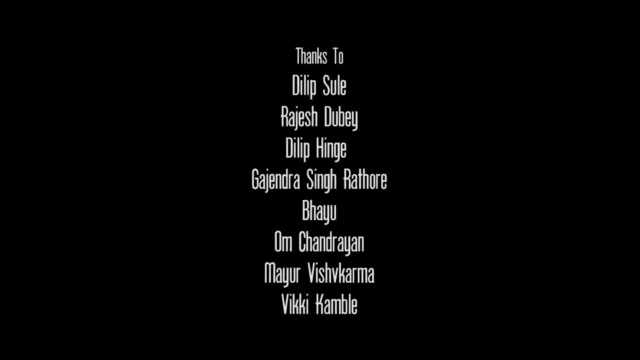 Thanks To
Dilip Sule
Rajesh Dubey
Dilip Hinge
Gajendra Singh Rathore
Bhayu
Om Chandrayan
Mayur Vishvkarma
Vikki Kamble